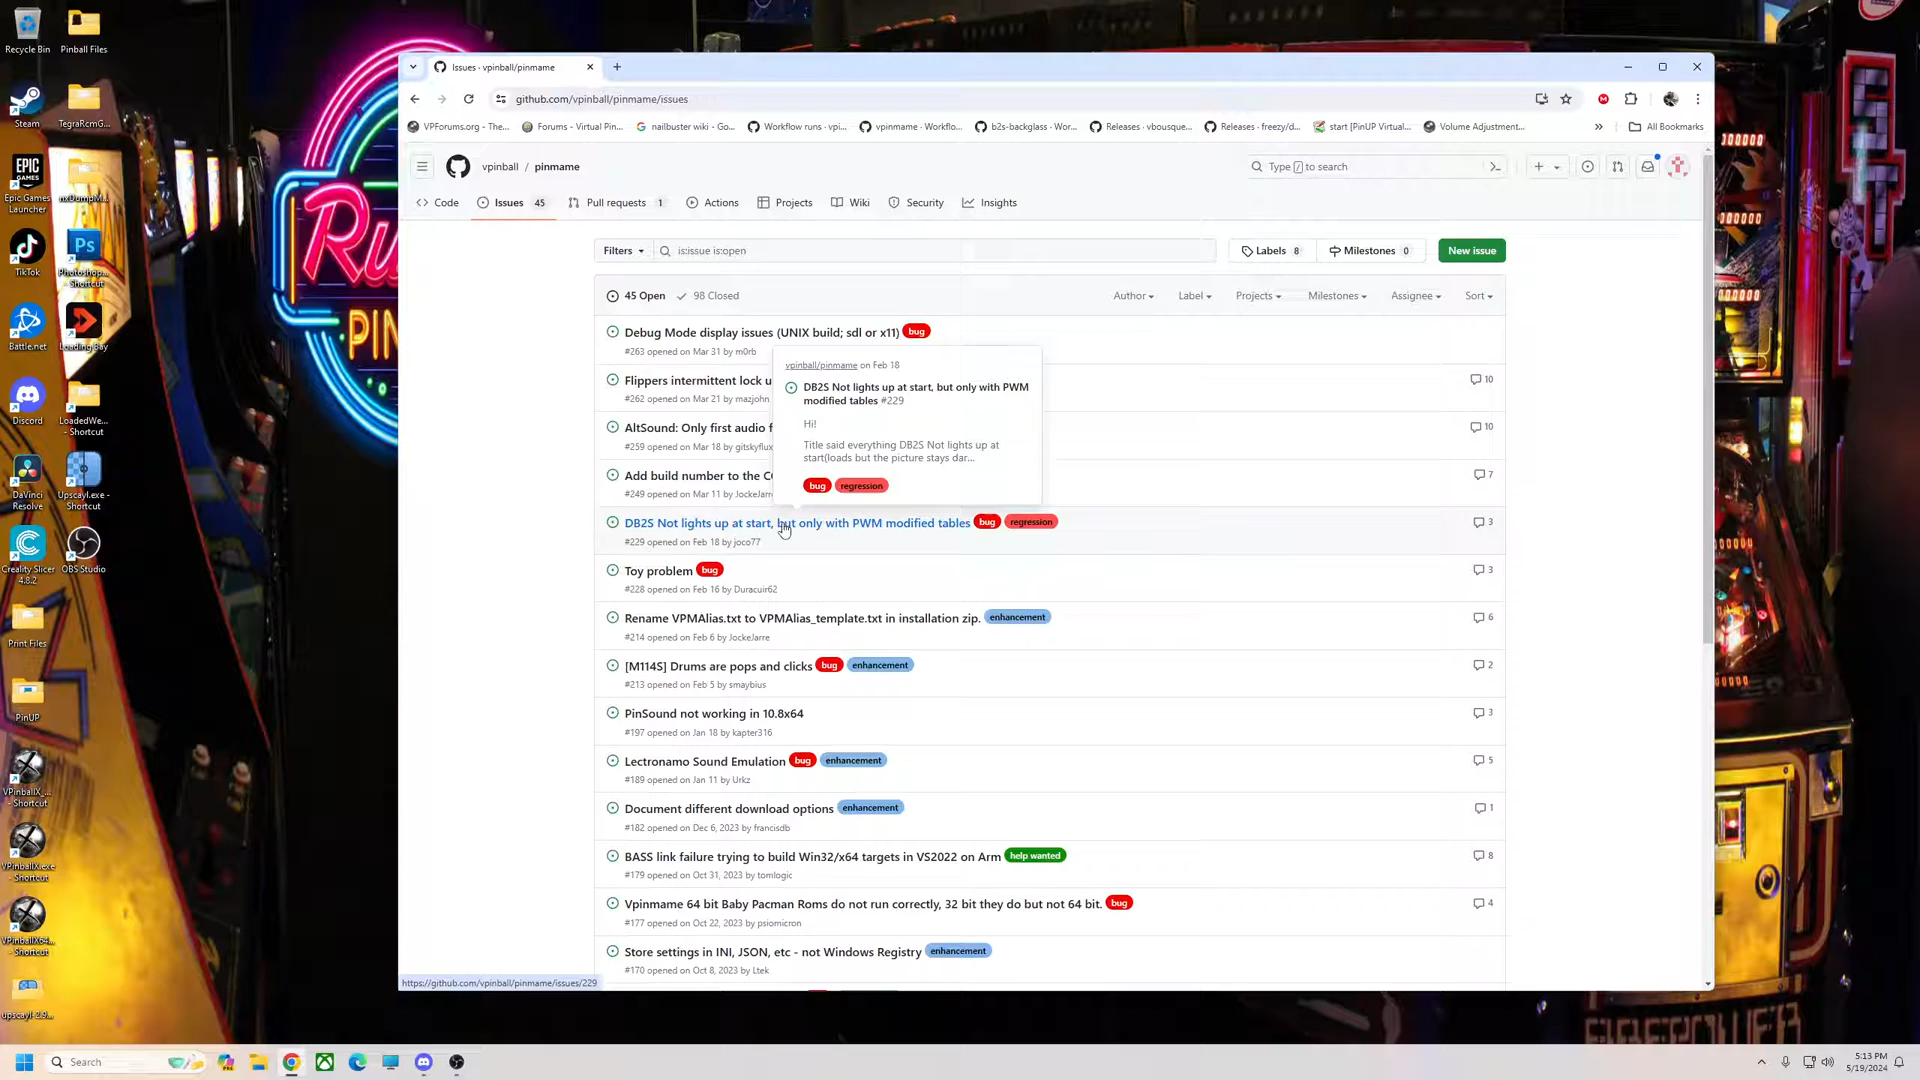 Recycle Bin
Pinball Files
Steam
TegraRcmG...
Epic Games
Launcher
nxDumpM...
TikTok
Photoshop...
- Shortcut
Battle.net
Loading Bay
Discord
LoadedWe...
- Shortcut
DaVinci
Resolve
Upscayl.exe -
Shortcut
Creality Slicer
4.8.2
OBS Studio
Print Files
PinUP
VPinballX_...
- Shortcut
VPinballX.exe
- Shortcut
VPinballX64...
- Shortcut
upscayl-2.9...
Issues · vpinball/pinmame
github.com/vpinball/pinmame/issues
VPForums.org - The...
Forums - Virtual Pin...
nailbuster wiki - Go...
Workflow runs · vpi...
vpinmame · Workflo...
b2s-backglass · Wor...
Releases · vbousque...
Releases · freezy/d...
start [PinUP Virtual...
Volume Adjustment...
»
All Bookmarks
vpinball / pinmame
Type / to search
Code
Issues 45
Pull requests 1
Actions
Projects
Wiki
Security
Insights
Filters
is:issue is:open
Labels 8
Milestones 0
New issue
45 Open
98 Closed
Author
Label
Projects
Milestones
Assignee
Sort
Debug Mode display issues (UNIX build; sdl or x11) bug
#263 opened on Mar 31 by m0rb
vpinball/pinmame on Feb 18
DB2S Not lights up at start, but only with PWM
modified tables #229
Hi!
Title said everything DB2S Not lights up at
start(loads but the picture stays dar...
bug regression
Flippers intermittent lock u
10
#262 opened on Mar 21 by mazjohn
AltSound: Only first audio f
10
#259 opened on Mar 18 by gitskyflux
Add build number to the CO
7
#249 opened on Mar 11 by JockeJarre
DB2S Not lights up at start, but only with PWM modified tables bug regression
3
#229 opened on Feb 18 by joco77
Toy problem bug
3
#228 opened on Feb 16 by Duracuir62
Rename VPMAlias.txt to VPMAlias_template.txt in installation zip. enhancement
6
#214 opened on Feb 6 by JockeJarre
[M114S] Drums are pops and clicks bug enhancement
2
#213 opened on Feb 5 by smaybius
PinSound not working in 10.8x64
3
#197 opened on Jan 18 by kapter316
Lectronamo Sound Emulation bug enhancement
5
#189 opened on Jan 11 by Urkz
Document different download options enhancement
1
#182 opened on Dec 6, 2023 by francisdb
BASS link failure trying to build Win32/x64 targets in VS2022 on Arm help wanted
8
#179 opened on Oct 31, 2023 by tomlogic
Vpinmame 64 bit Baby Pacman Roms do not run correctly, 32 bit they do but not 64 bit. bug
4
#177 opened on Oct 22, 2023 by psiomicron
Store settings in INI, JSON, etc - not Windows Registry enhancement
#170 opened on Oct 8, 2023 by Ltek
https://github.com/vpinball/pinmame/issues/229
Search
5:13 PM
5/19/2024